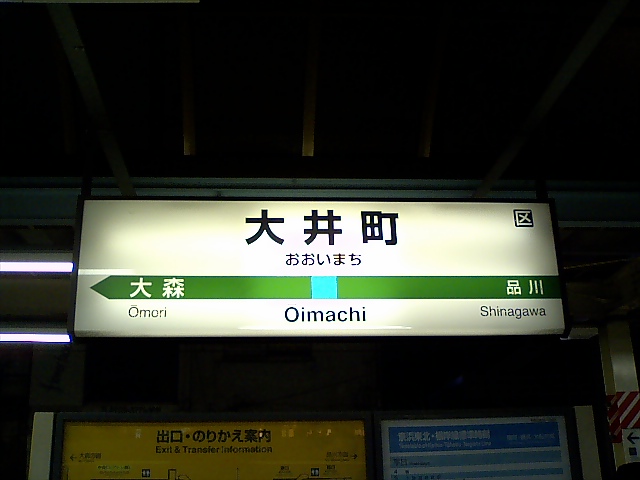 区
大井町
おおいまち
大森 品川
Ōmori Oimachi Shinagawa
出口・のりかえ案内
Exit & Transfer Information